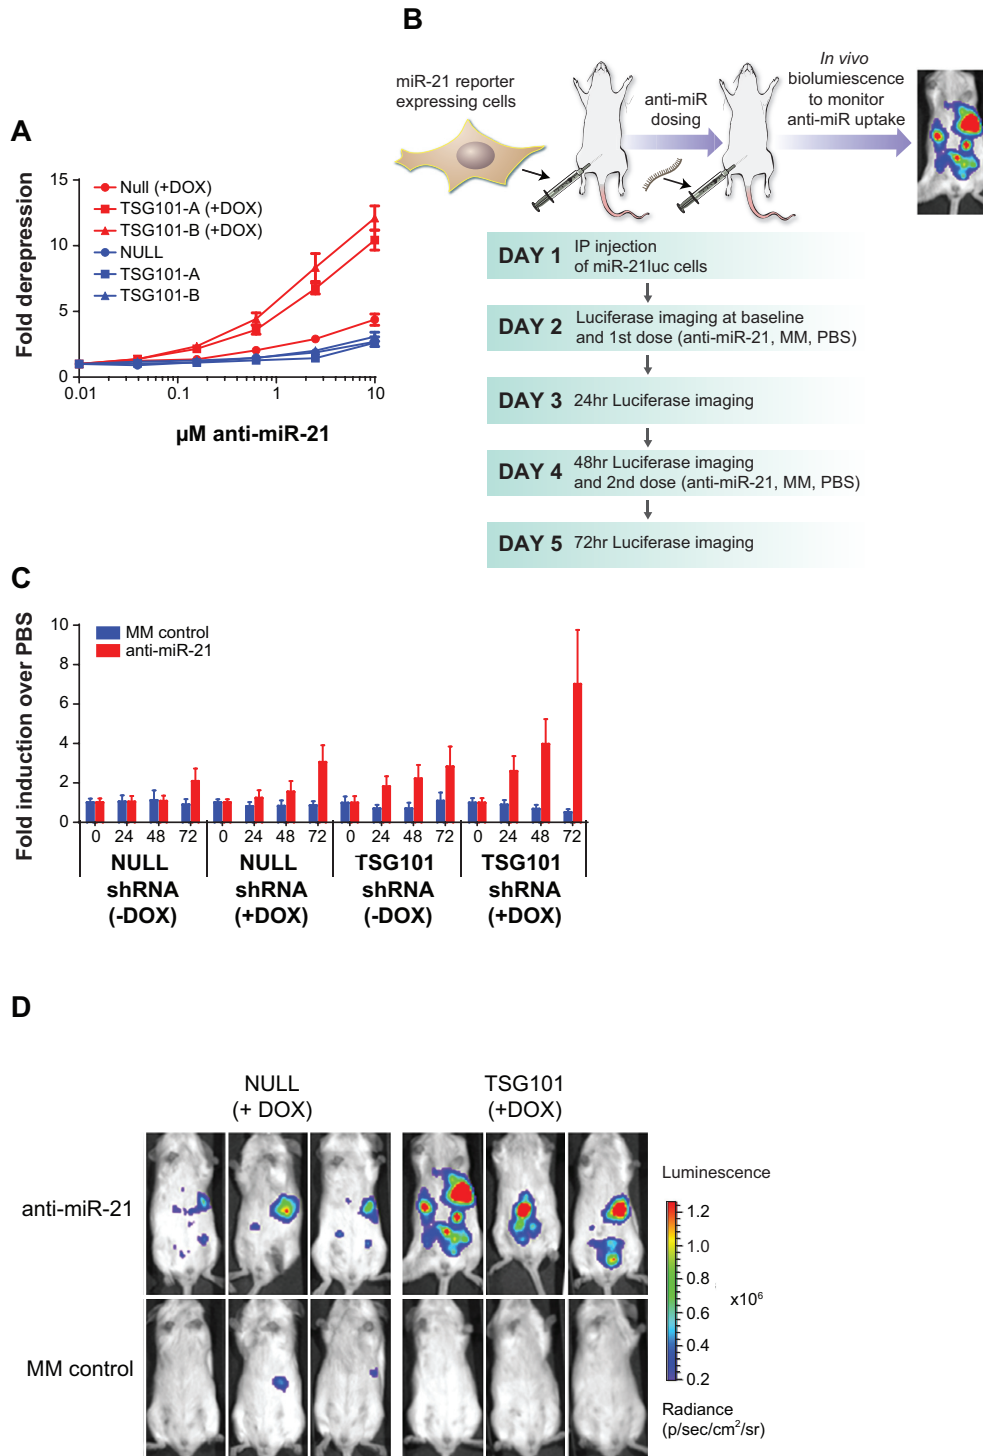 A
Fold derepression
15
10
5
0
Null (+DOX)
TSG101-A (+DOX)
TSG101-B (+DOX)
NULL
TSG101-A
TSG101-B
0.01 0.1 1 10
µM anti-miR-21
B
miR-21 reporter
expressing cells
anti-miR
dosing
In vivo
biolumiescence
to monitor
anti-miR uptake
DAY 1 IP injection
of miR-21luc cells
DAY 2 Luciferase imaging at baseline
and 1st dose (anti-miR-21, MM, PBS)
DAY 3 24hr Luciferase imaging
DAY 4 48hr Luciferase imaging
and 2nd dose (anti-miR-21, MM, PBS)
DAY 5 72hr Luciferase imaging
C
Fold induction over PBS
10
8
6
4
2
0
MM control
anti-miR-21
0 24 48 72 0 24 48 72 0 24 48 72 0 24 48 72
NULL NULL TSG101 TSG101
shRNA shRNA shRNA shRNA
(-DOX) (+DOX) (-DOX) (+DOX)
D
NULL TSG101
(+ DOX) (+DOX)
anti-miR-21
MM control
Luminescence
1.2
1.0
0.8
0.6
0.4
0.2
x10⁶
Radiance
(p/sec/cm²/sr)